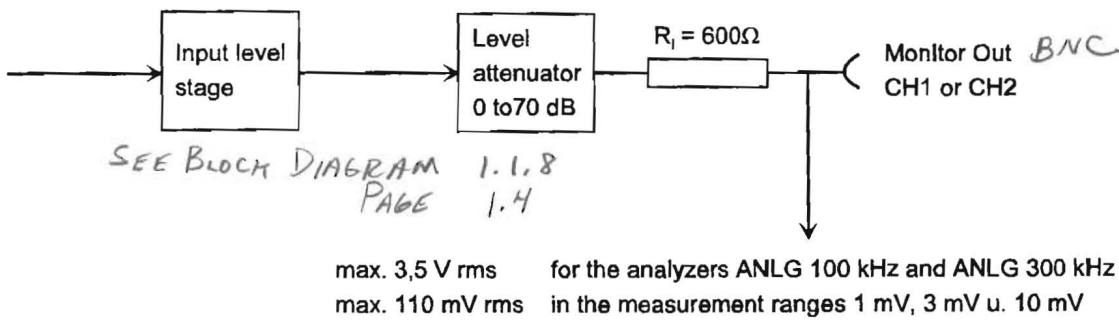 Input level
stage
Level
attenuator
0 to70 dB
Rᵢ = 600Ω
Monitor Out BNC
CH1 or CH2
SEE BLOCK DIAGRAM 1.1.8
PAGE 1.4
max. 3,5 V rms for the analyzers ANLG 100 kHz and ANLG 300 kHz
max. 110 mV rms in the measurement ranges 1 mV, 3 mV u. 10 mV